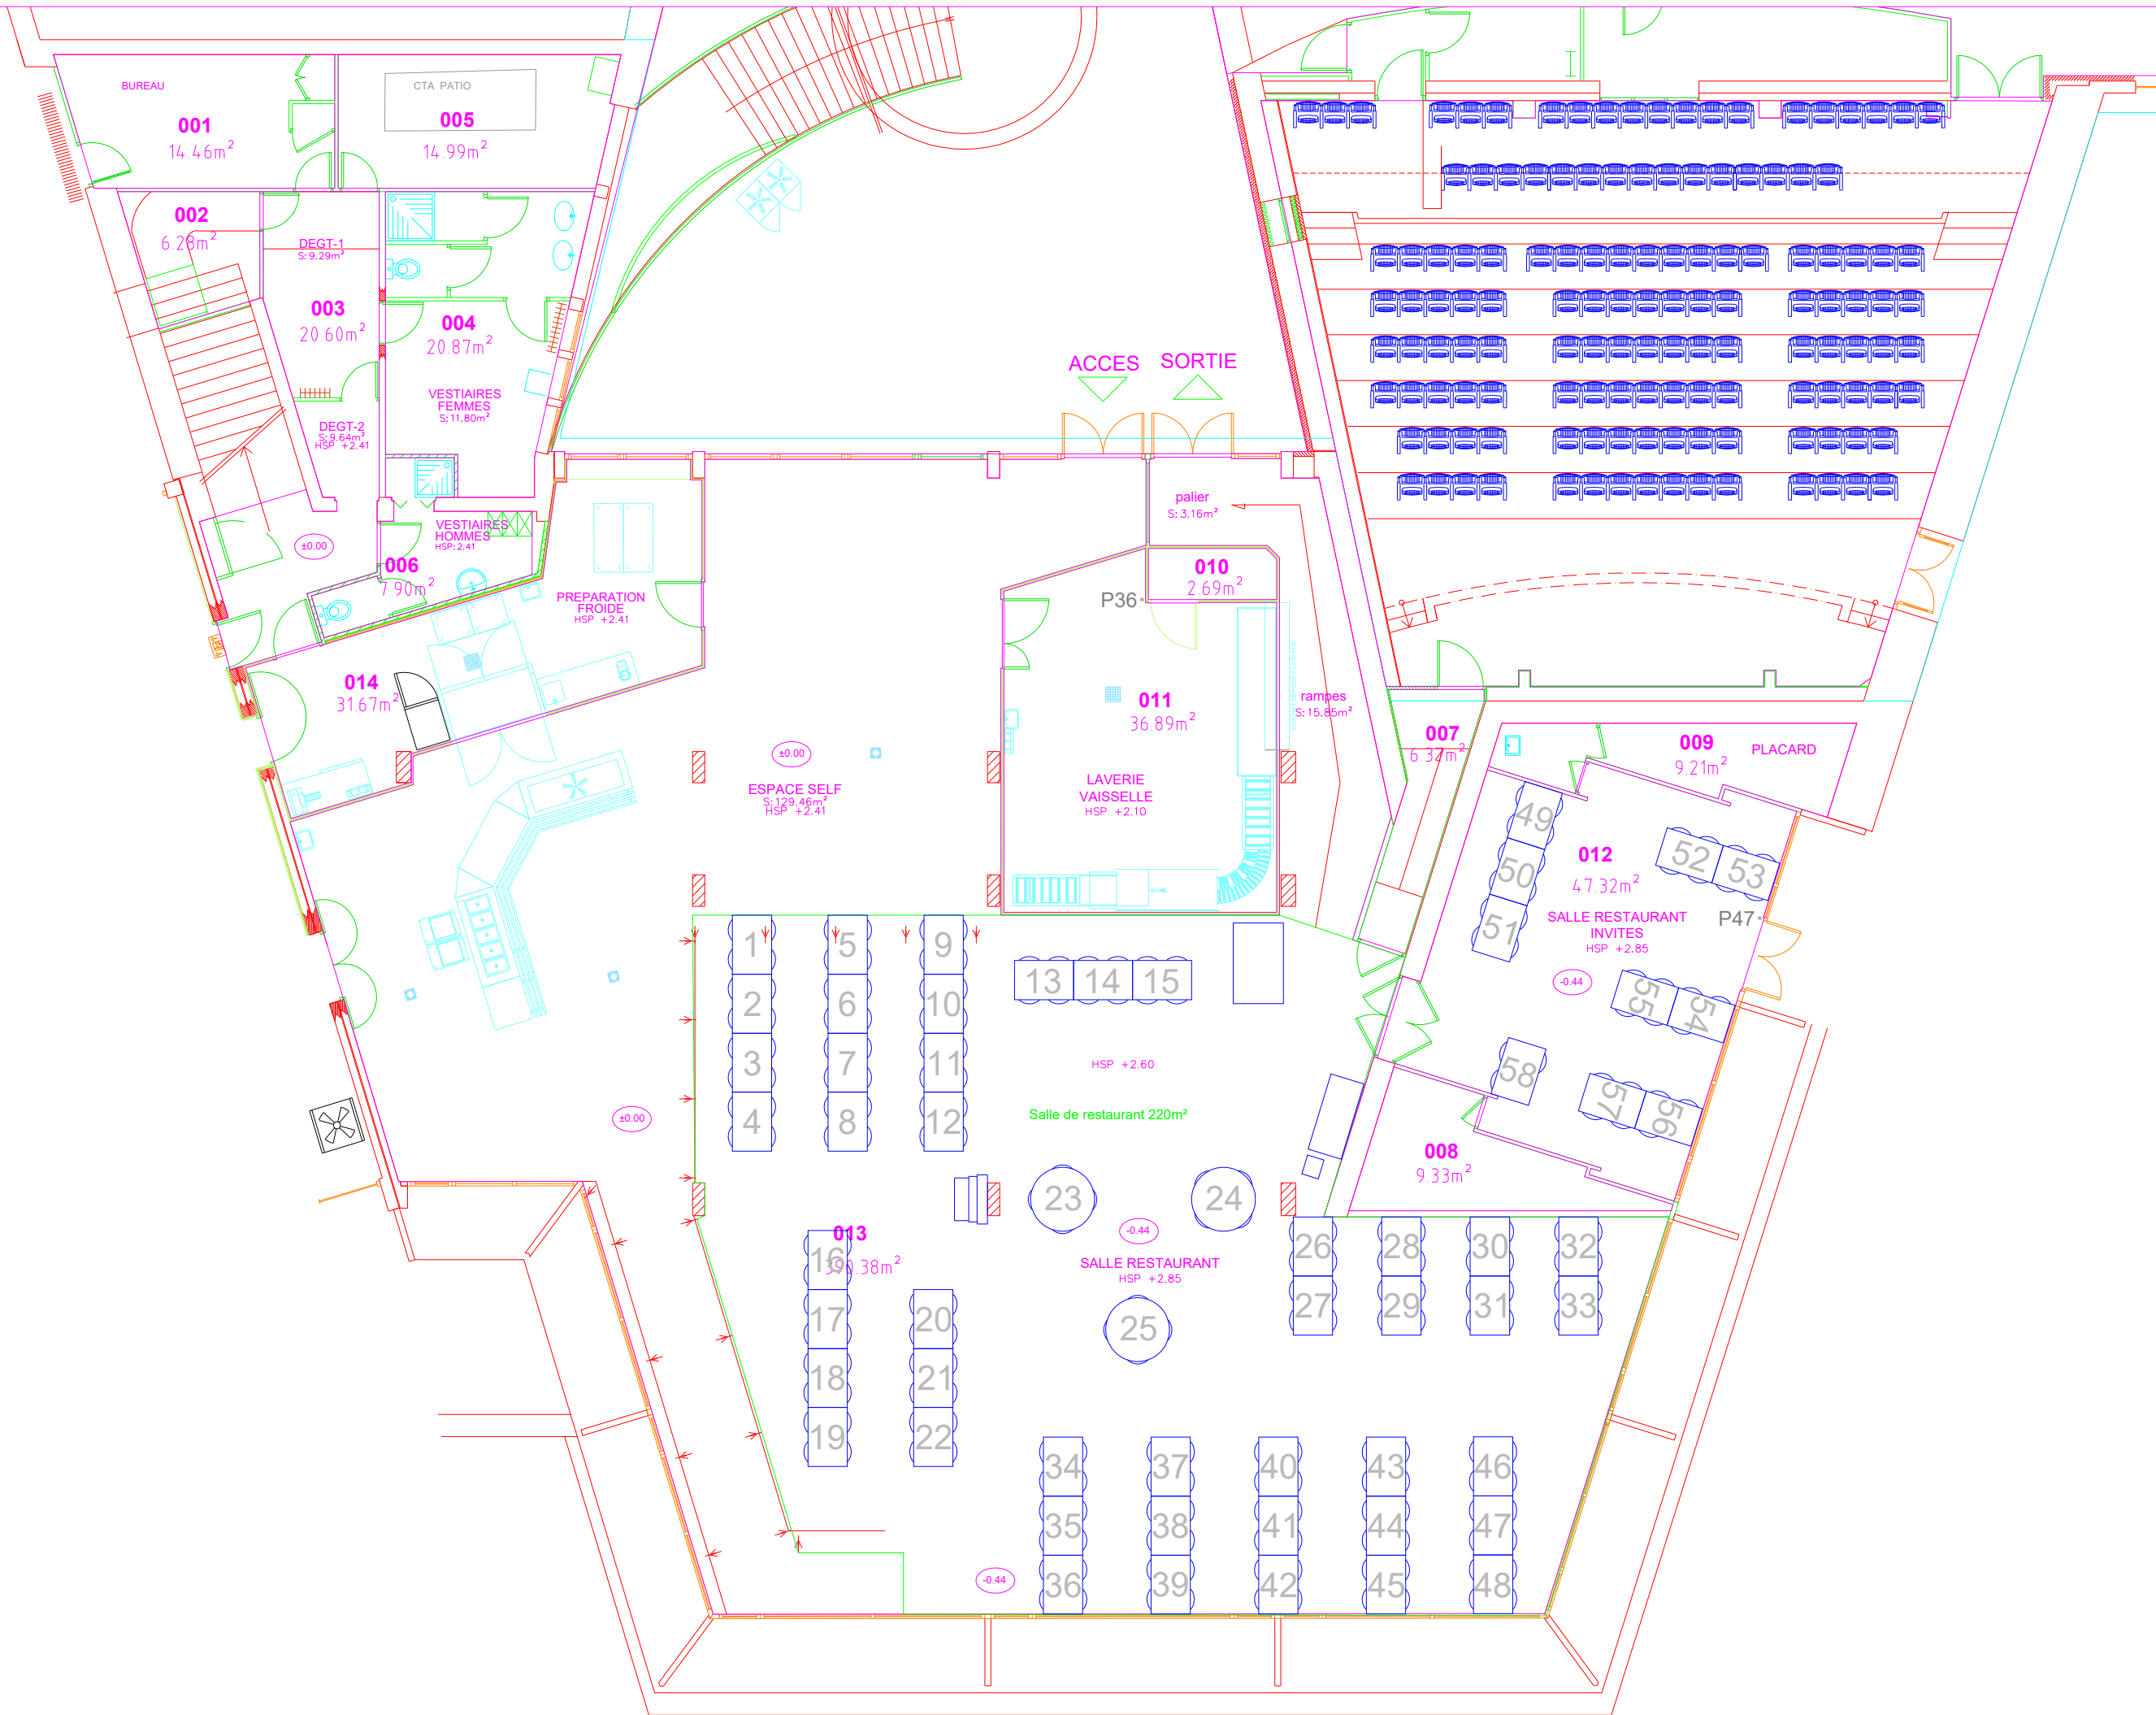 BUREAU
001
14.46m²
CTA PATIO
005
14.99m²
002
6.28m²
DEGT-1
S: 9.29m²
003
20.60m²
004
20.87m²
VESTIAIRES
FEMMES
S: 11.80m²
DEGT-2
S: 9.64m²
HSP +2.41
ACCES
SORTIE
palier
S: 3.16m²
VESTIAIRES
HOMMES
HSP: 2.41
±0.00
006
7.90m²
010
2.69m²
P36
PREPARATION
FROIDE
HSP +2.41
014
31.67m²
011
36.89m²
rampes
S: 15.85m²
007
6.37m²
009
9.21m²
PLACARD
±0.00
ESPACE SELF
S: 129.46m²
HSP +2.41
LAVERIE
VAISSELLE
HSP +2.10
49
50
51
52
53
012
47.32m²
SALLE RESTAURANT
INVITES
HSP +2.85
P47
-0.44
1
5
9
2
6
10
3
7
11
4
8
12
13
14
15
55
54
58
57
56
HSP +2.60
Salle de restaurant 220m²
±0.00
008
9.33m²
23
24
-0.44
SALLE RESTAURANT
HSP +2.85
013
16
17
18
19
20
21
22
25
26
28
30
32
27
29
31
33
34
37
40
43
46
35
38
41
44
47
36
39
42
45
48
-0.44